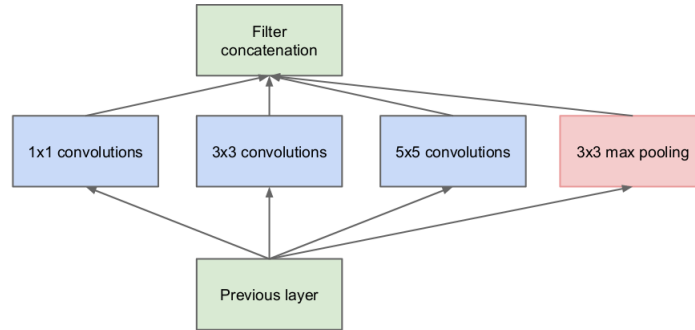 Filter
concatenation
1x1 convolutions
3x3 convolutions
5x5 convolutions
3x3 max pooling
Previous layer